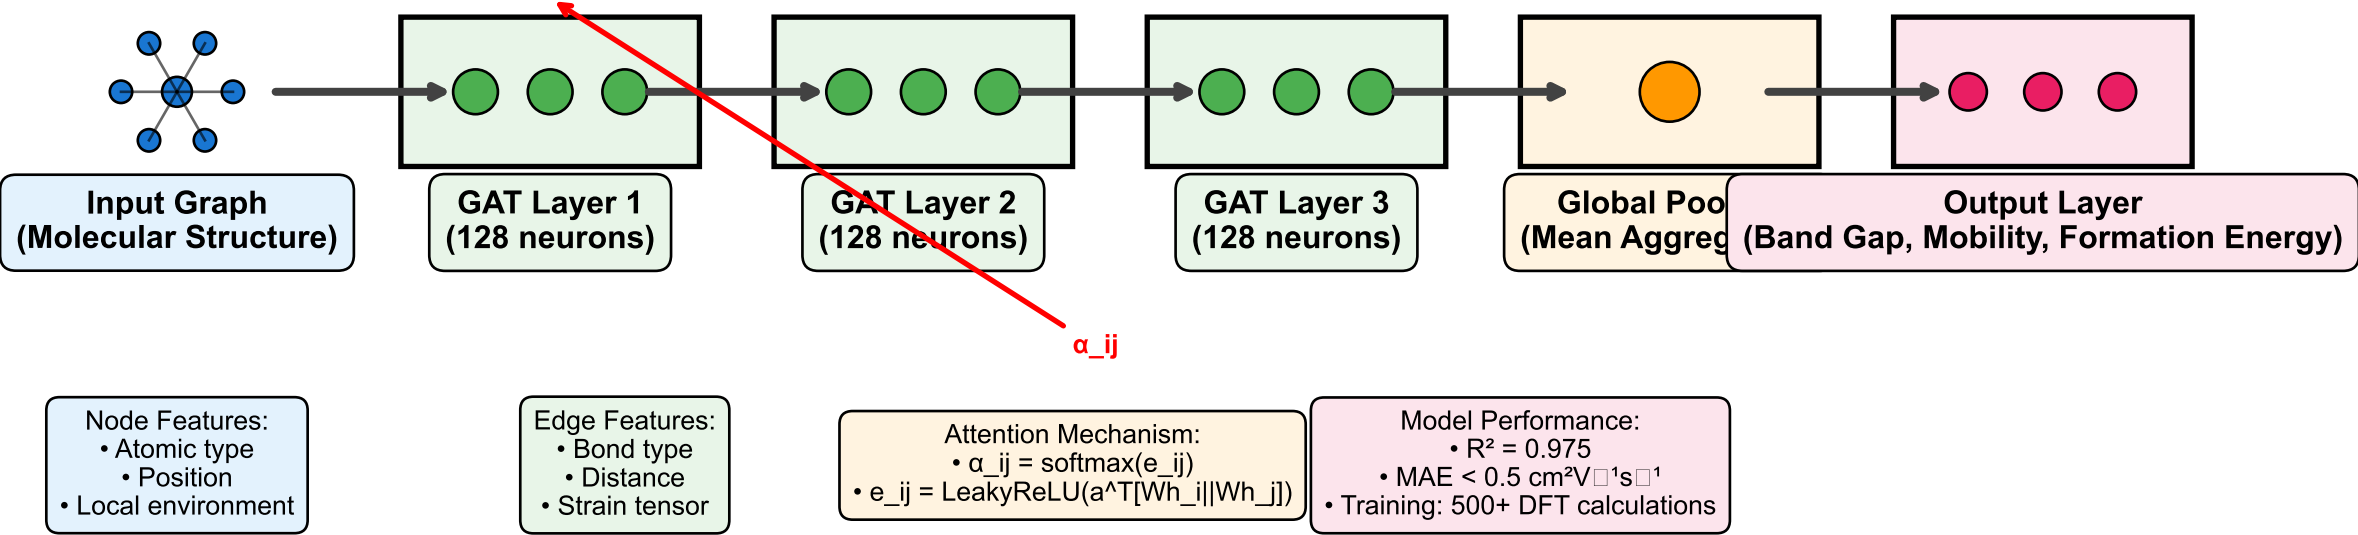 Input Graph
(Molecular Structure)
GAT Layer 1
(128 neurons)
GAT Layer 2
(128 neurons)
GAT Layer 3
(128 neurons)
Global Poo
(Mean Aggreg
Output Layer
(Band Gap, Mobility, Formation Energy)
α_ij
Node Features:
• Atomic type
• Position
• Local environment
Edge Features:
• Bond type
• Distance
• Strain tensor
Attention Mechanism:
• α_ij = softmax(e_ij)
• e_ij = LeakyReLU(a^T[Wh_i||Wh_j])
Model Performance:
• R² = 0.975
• MAE < 0.5 cm²V□¹s□¹
• Training: 500+ DFT calculations